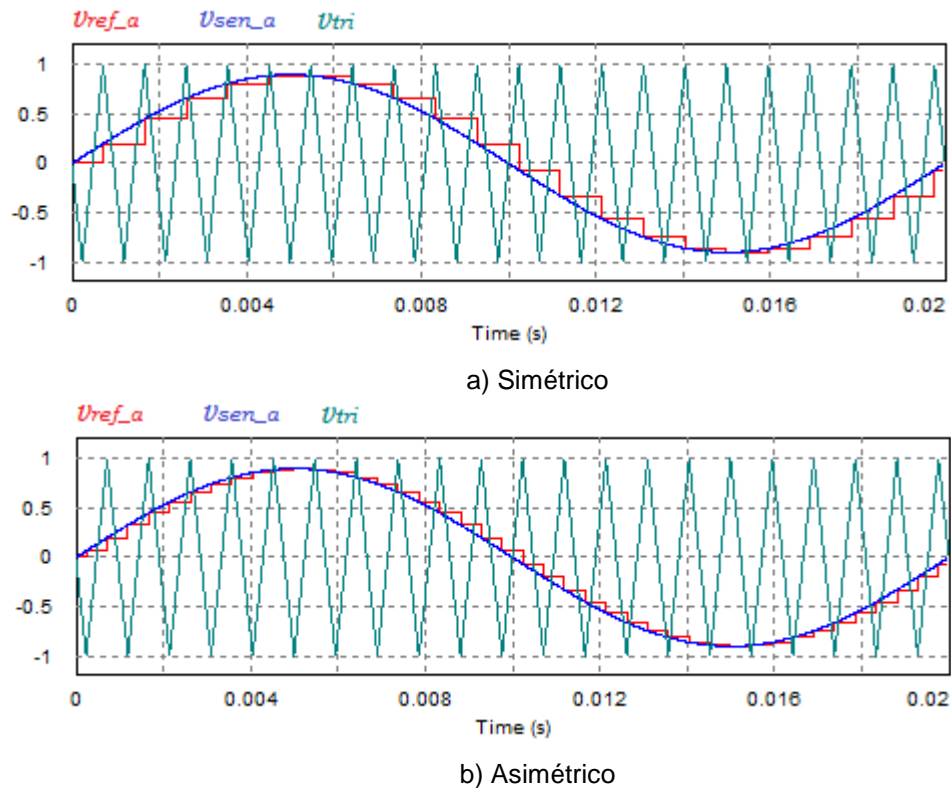 Vref_a Vsen_a Vtri
1
0.5
0
-0.5
-1
0 0.004 0.008 0.012 0.016 0.02
Time (s)
a) Simétrico
Vref_a Vsen_a Vtri
1
0.5
0
-0.5
-1
0 0.004 0.008 0.012 0.016 0.02
Time (s)
b) Asimétrico